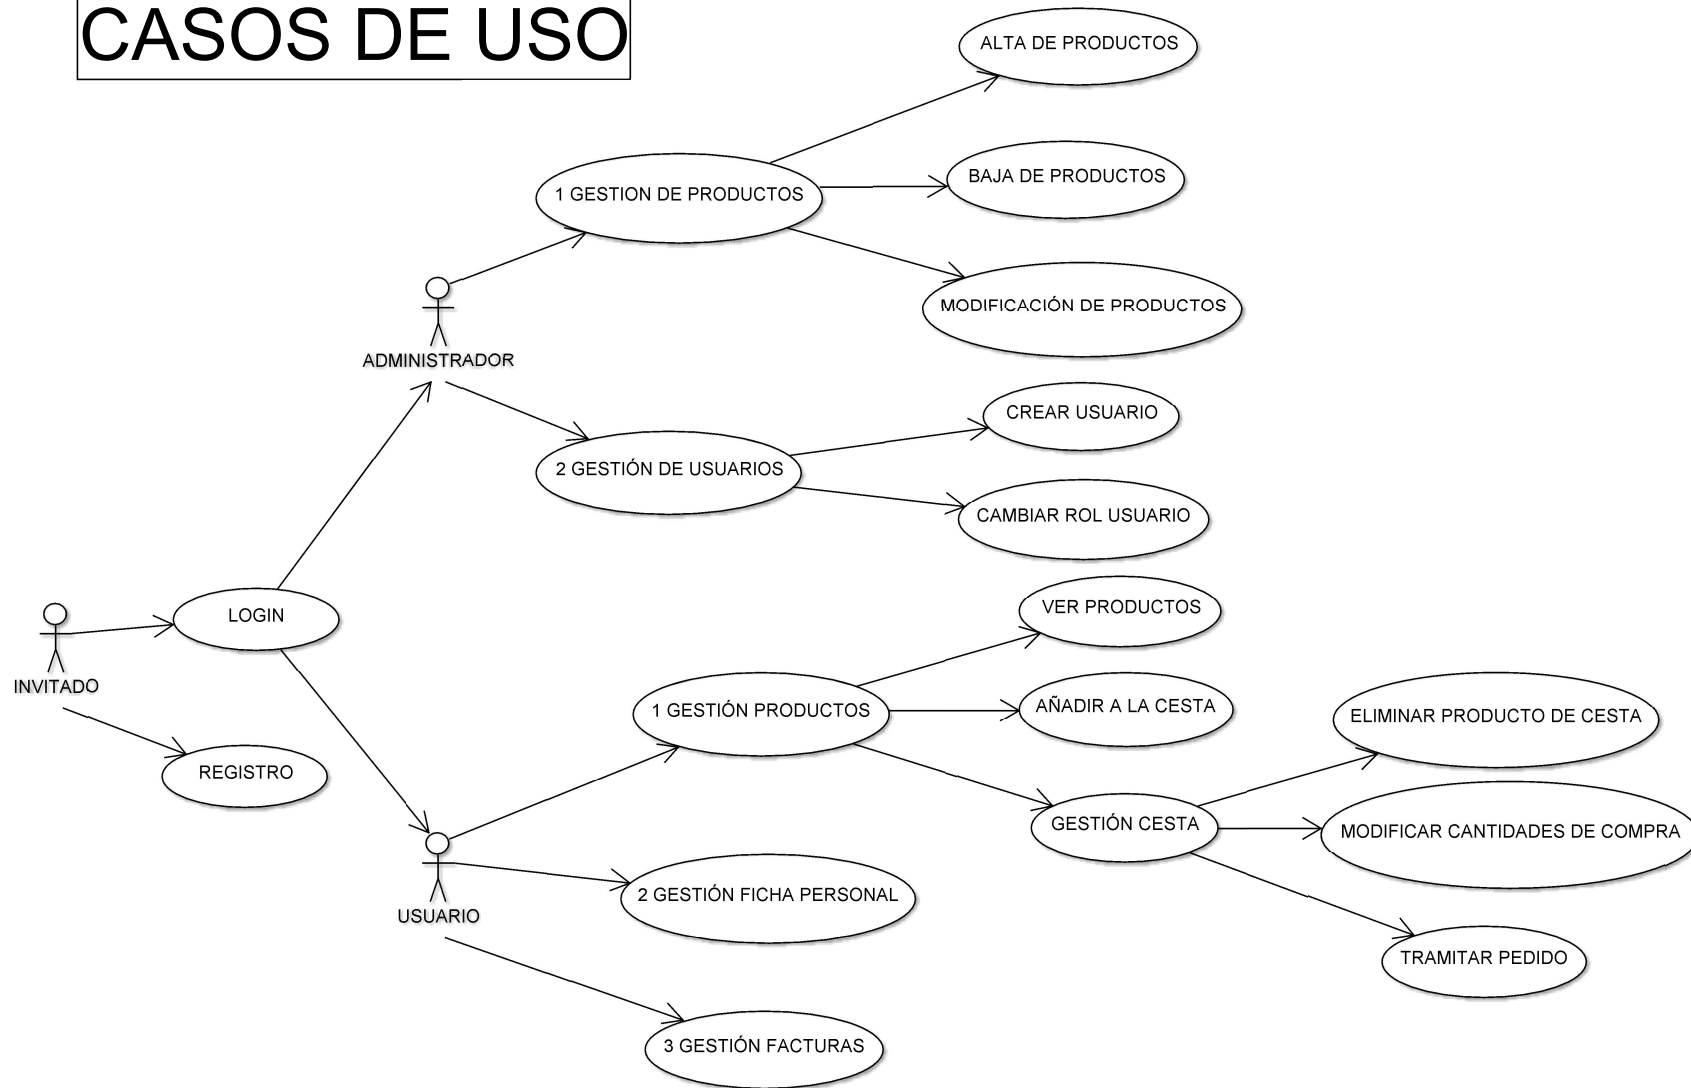 CASOS DE USO
ALTA DE PRODUCTOS
BAJA DE PRODUCTOS
1 GESTION DE PRODUCTOS
MODIFICACIÓN DE PRODUCTOS
ADMINISTRADOR
CREAR USUARIO
2 GESTIÓN DE USUARIOS
CAMBIAR ROL USUARIO
LOGIN
VER PRODUCTOS
INVITADO
1 GESTIÓN PRODUCTOS
AÑADIR A LA CESTA
ELIMINAR PRODUCTO DE CESTA
REGISTRO
GESTIÓN CESTA
MODIFICAR CANTIDADES DE COMPRA
2 GESTIÓN FICHA PERSONAL
USUARIO
TRAMITAR PEDIDO
3 GESTIÓN FACTURAS